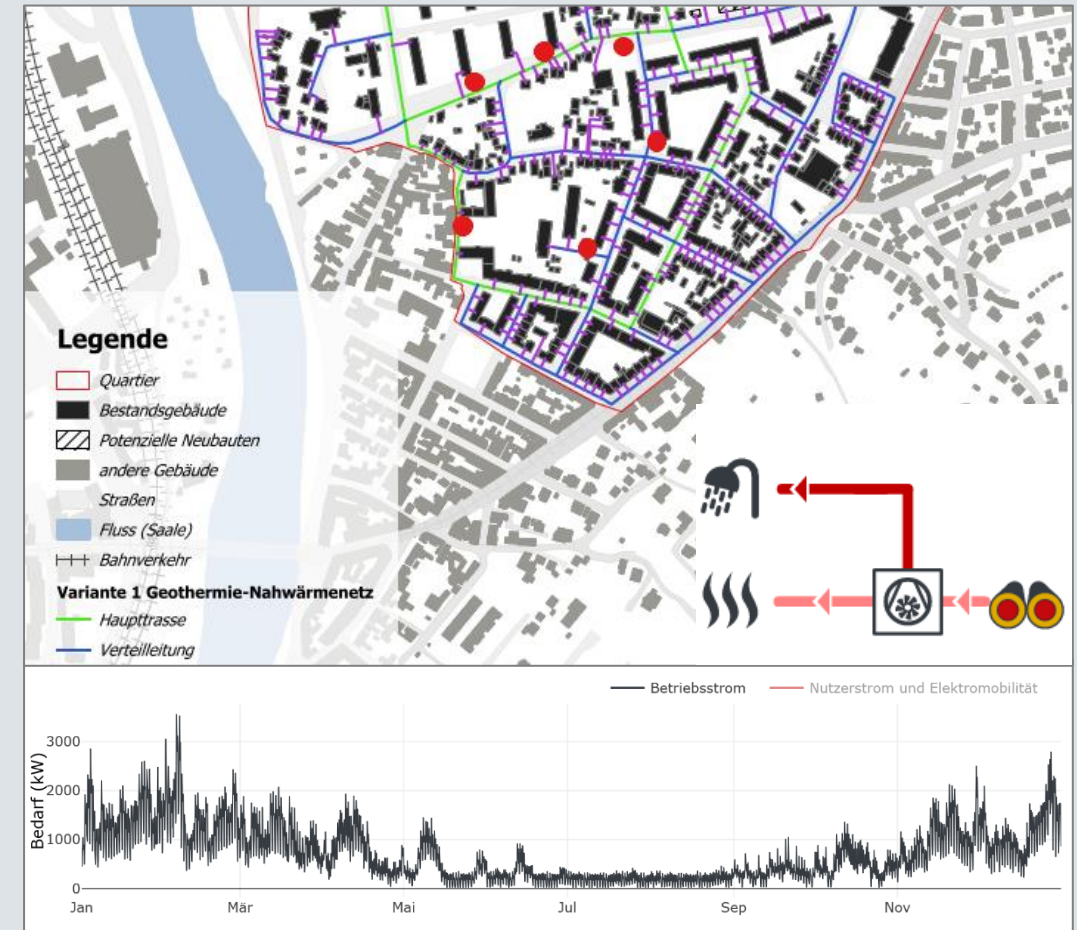 Legende
Quartier
Bestandsgebäude
Potenzielle Neubauten
andere Gebäude
Straßen
Fluss (Saale)
Bahnverkehr
Variante 1 Geothermie-Nahwärmenetz
Haupttrasse
Verteilleitung
Betriebsstrom
Nutzerstrom und Elektromobilität
Bedarf (kW)
3000
2000
1000
0
Jan Mär Mai Jul Sep Nov